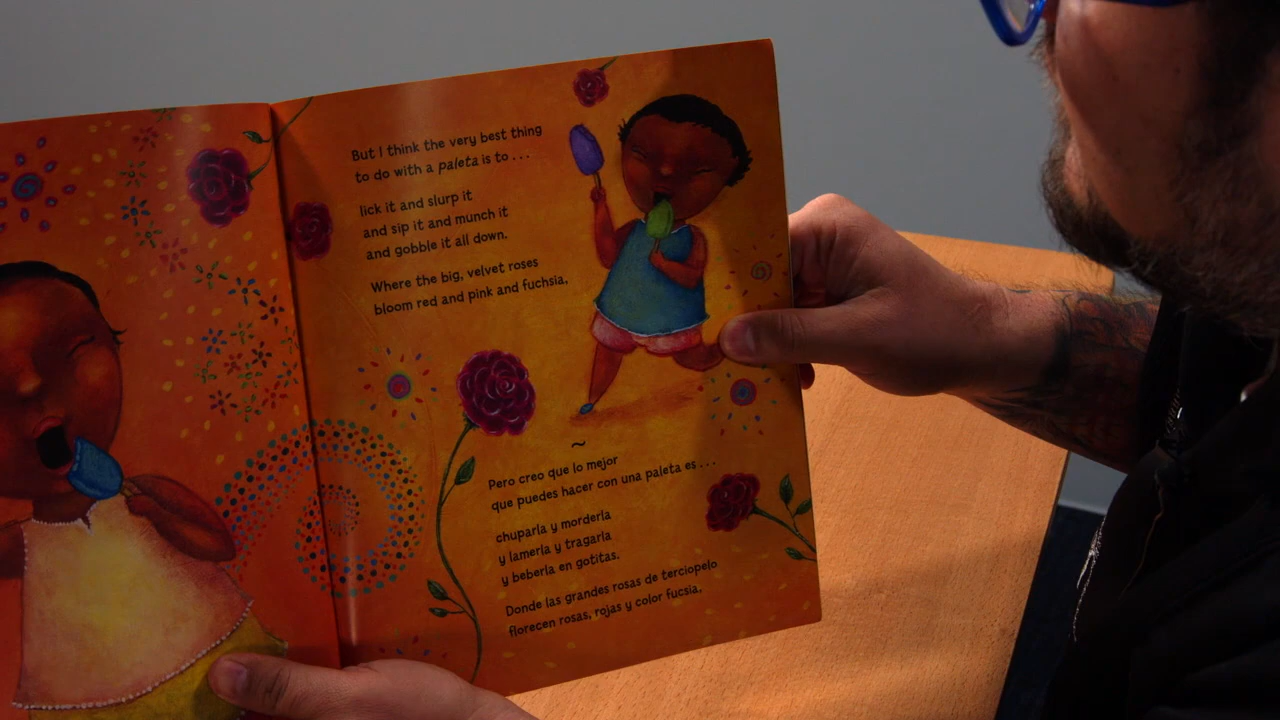 But I think the very best thing
to do with a paleta is to . . .
lick it and slurp it
and sip it and munch it
and gobble it all down.
Where the big, velvet roses
bloom red and pink and fuchsia,
~
Pero creo que lo mejor
que puedes hacer con una paleta es . . .
chuparla y morderla
y lamerla y tragarla
y beberla en gotitas.
Donde las grandes rosas de terciopelo
florecen rosas, rojas y color fucsia,